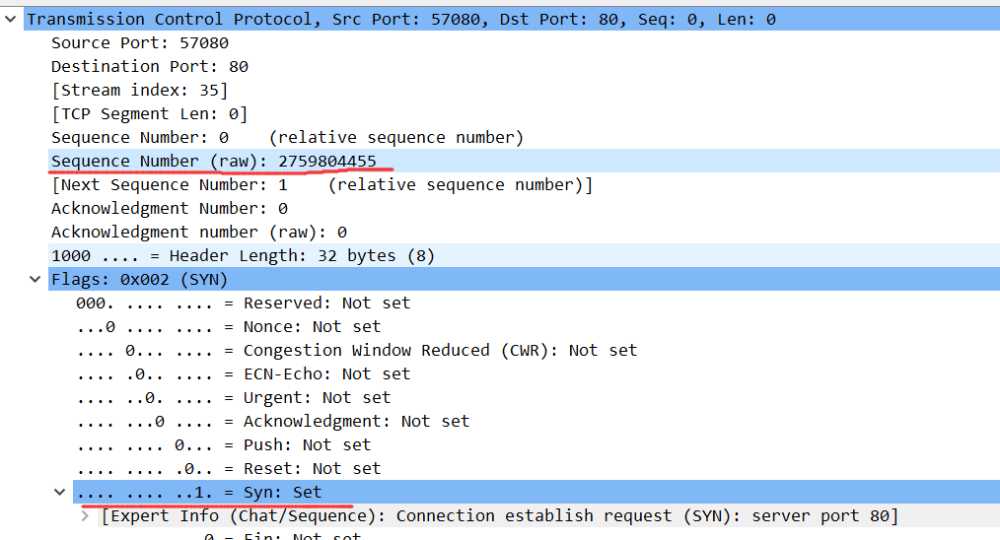 Transmission Control Protocol, Src Port: 57080, Dst Port: 80, Seq: 0, Len: 0
Source Port: 57080
Destination Port: 80
[Stream index: 35]
[TCP Segment Len: 0]
Sequence Number: 0    (relative sequence number)
Sequence Number (raw): 2759804455
[Next Sequence Number: 1    (relative sequence number)]
Acknowledgment Number: 0
Acknowledgment number (raw): 0
1000 .... = Header Length: 32 bytes (8)
Flags: 0x002 (SYN)
000. .... .... = Reserved: Not set
...0 .... .... = Nonce: Not set
.... 0... .... = Congestion Window Reduced (CWR): Not set
.... .0.. .... = ECN-Echo: Not set
.... ..0. .... = Urgent: Not set
.... ...0 .... = Acknowledgment: Not set
.... .... 0... = Push: Not set
.... .... .0.. = Reset: Not set
.... .... ..1. = Syn: Set
[Expert Info (Chat/Sequence): Connection establish request (SYN): server port 80]
0 = Fin: Not set